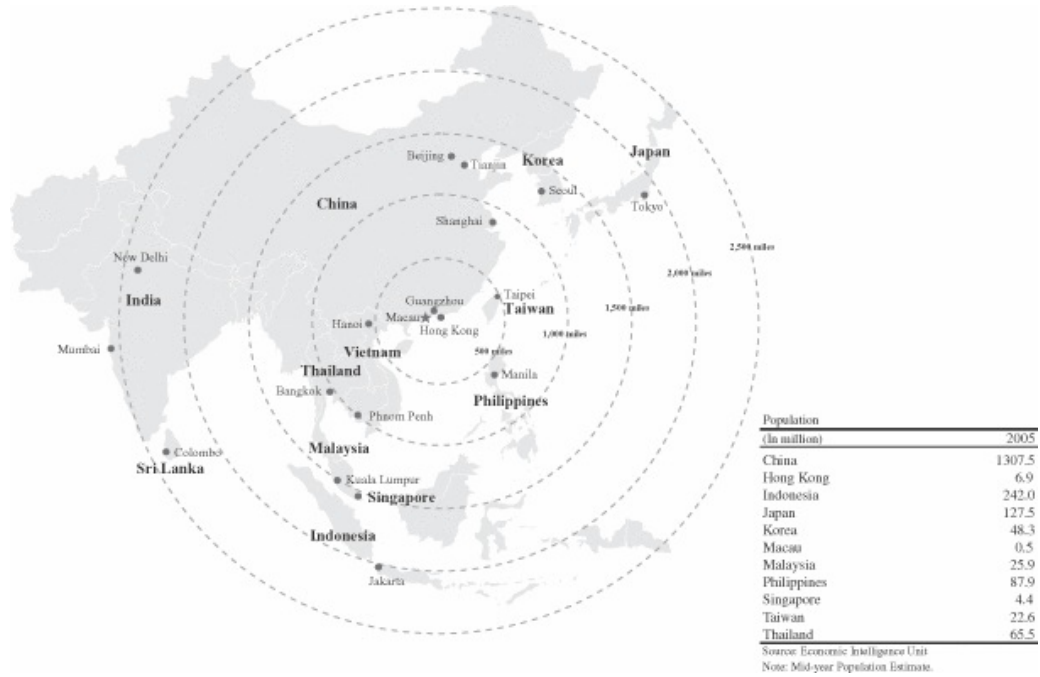 Beijing
Tianjin
Korea
Japan
Seoul
China
Tokyo
Shanghai
2,500 miles
New Delhi
2,000 miles
India
Taipei
Guangzhou
Taiwan
1,500 miles
Macau
Hanoi
Hong Kong
1,000 miles
Mumbai
Vietnam
500 miles
Thailand
Manila
Bangkok
Philippines
Phnom Penh
Malaysia
Colombo
Sri Lanka
Kuala Lumpur
Singapore
Indonesia
Jakarta
Population
(In million) 2005
China 1307.5
Hong Kong 6.9
Indonesia 242.0
Japan 127.5
Korea 48.3
Macau 0.5
Malaysia 25.9
Philippines 87.9
Singapore 4.4
Taiwan 22.6
Thailand 65.5
Source: Economic Intelligence Unit
Note: Mid-year Population Estimate.